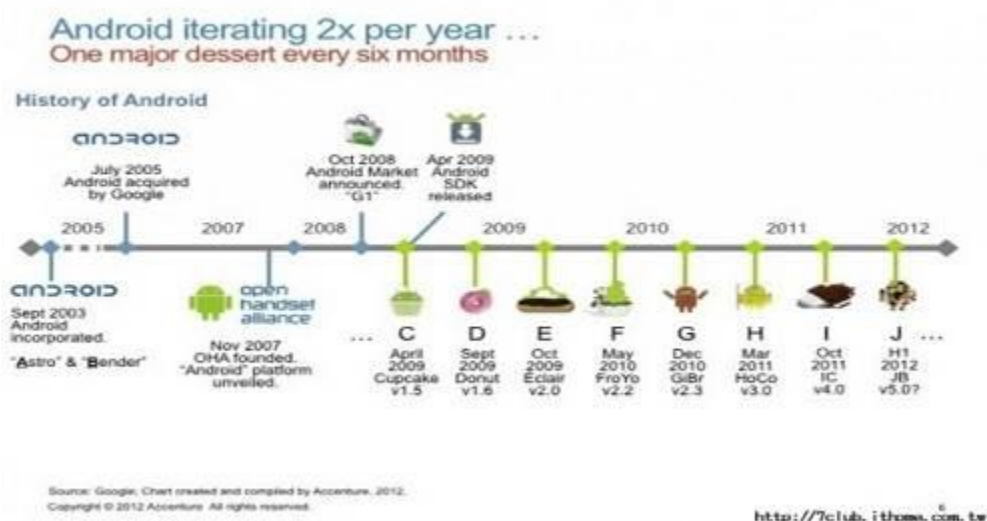 Android iterating 2x per year ...
One major dessert every six months
History of Android
ANDROID
July 2005
Android acquired
by Google
Oct 2008
Android Market
announced.
"G1"
Apr 2009
Android
SDK
released
2005
2007
2008
2009
2010
2011
2012
ANDROID
Sept 2003
Android
incorporated.
"Astro" & "Bender"
open
handset
alliance
Nov 2007
OHA founded.
"Android" platform
unveiled.
...
C
April
2009
Cupcake
v1.5
D
Sept
2009
Donut
v1.6
E
Oct
2009
Eclair
v2.0
F
May
2010
FroYo
v2.2
G
Dec
2010
GiBr
v2.3
H
Mar
2011
HoCo
v3.0
I
Oct
2011
IC
v4.0
J ...
H1
2012
JB
v5.0?
Source: Google, Chart created and compiled by Accenture, 2012.
Copyright © 2012 Accenture All rights reserved.
6